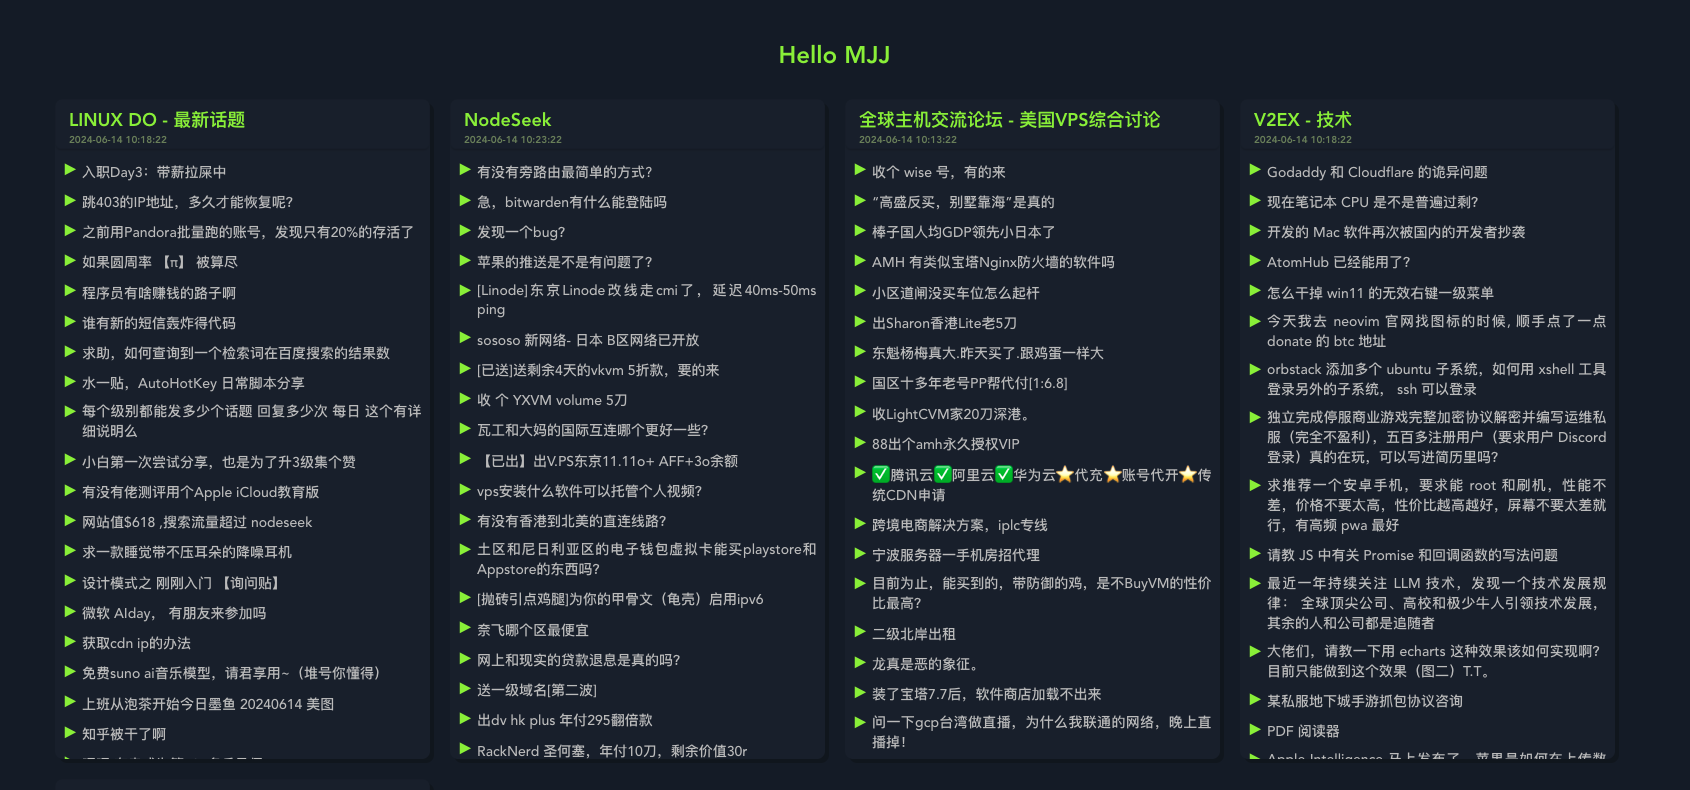 Hello MJJ
LINUX DO - 最新话题
2024-06-14 10:18:22
入职Day3：带薪拉屎中
跳403的IP地址，多久才能恢复呢？
之前用Pandora批量跑的账号，发现只有20%的存活了
如果圆周率 【π】 被算尽
程序员有啥赚钱的路子啊
谁有新的短信轰炸得代码
求助，如何查询到一个检索词在百度搜索的结果数
水一贴，AutoHotKey 日常脚本分享
每个级别都能发多少个话题 回复多少次 每日 这个有详
细说明么
小白第一次尝试分享，也是为了升3级集个赞
有没有佬测评用个Apple iCloud教育版
网站值$618 ,搜索流量超过 nodeseek
求一款睡觉带不压耳朵的降噪耳机
设计模式之 刚刚入门 【询问贴】
微软 AIday， 有朋友来参加吗
获取cdn ip的办法
免费suno ai音乐模型，请君享用~（堆号你懂得）
上班从泡茶开始今日墨鱼 20240614 美图
知乎被干了啊
NodeSeek
2024-06-14 10:23:22
有没有旁路由最简单的方式？
急，bitwarden有什么能登陆吗
发现一个bug？
苹果的推送是不是有问题了？
[Linode]东京Linode改线走cmi了， 延迟40ms-50ms
ping
sososo 新网络- 日本 B区网络已开放
[已送]送剩余4天的vkvm 5折款，要的来
收 个 YXVM volume 5刀
瓦工和大妈的国际互连哪个更好一些？
【已出】出V.PS东京11.11o+ AFF+3o余额
vps安装什么软件可以托管个人视频？
有没有香港到北美的直连线路？
土区和尼日利亚区的电子钱包虚拟卡能买playstore和
Appstore的东西吗？
[抛砖引点鸡腿]为你的甲骨文（龟壳）启用ipv6
奈飞哪个区最便宜
网上和现实的贷款退息是真的吗？
送一级域名[第二波]
出dv hk plus 年付295翻倍款
RackNerd 圣何塞，年付10刀，剩余价值30r
全球主机交流论坛 - 美国VPS综合讨论
2024-06-14 10:13:22
收个 wise 号，有的来
“高盛反买，别墅靠海”是真的
棒子国人均GDP领先小日本了
AMH 有类似宝塔Nginx防火墙的软件吗
小区道闸没买车位怎么起杆
出Sharon香港Lite老5刀
东魁杨梅真大.昨天买了.跟鸡蛋一样大
国区十多年老号PP帮代付[1:6.8]
收LightCVM家20刀深港。
88出个amh永久授权VIP
✅腾讯云✅阿里云✅华为云⭐代充⭐账号代开⭐传
统CDN申请
跨境电商解决方案，iplc专线
宁波服务器一手机房招代理
目前为止，能买到的，带防御的鸡，是不BuyVM的性价
比最高？
二级北岸出租
龙真是恶的象征。
装了宝塔7.7后，软件商店加载不出来
问一下gcp台湾做直播，为什么我联通的网络，晚上直
播掉！
V2EX - 技术
2024-06-14 10:18:22
Godaddy 和 Cloudflare 的诡异问题
现在笔记本 CPU 是不是普遍过剩？
开发的 Mac 软件再次被国内的开发者抄袭
AtomHub 已经能用了？
怎么干掉 win11 的无效右键一级菜单
今天我去 neovim 官网找图标的时候, 顺手点了一点
donate 的 btc 地址
orbstack 添加多个 ubuntu 子系统，如何用 xshell 工具
登录另外的子系统， ssh 可以登录
独立完成停服商业游戏完整加密协议解密并编写运维私
服（完全不盈利），五百多注册用户（要求用户 Discord
登录）真的在玩，可以写进简历里吗？
求推荐一个安卓手机，要求能 root 和刷机，性能不
差，价格不要太高，性价比越高越好，屏幕不要太差就
行，有高频 pwa 最好
请教 JS 中有关 Promise 和回调函数的写法问题
最近一年持续关注 LLM 技术，发现一个技术发展规
律： 全球顶尖公司、高校和极少牛人引领技术发展，
其余的人和公司都是追随者
大佬们，请教一下用 echarts 这种效果该如何实现啊？
目前只能做到这个效果（图二）T.T。
某私服地下城手游抓包协议咨询
PDF 阅读器
Apple Intelligence 马上发布了，苹果是如何在上传数